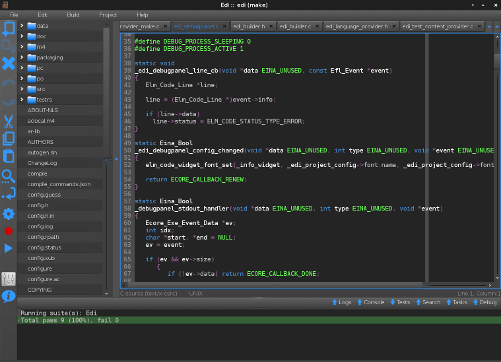 Edi :: edi (make)
File Edit Build Project Help
data
doc
m4
packaging
pc
po
src
testrs
ABOUT-NLS
aclocal.m4
ar-lib
AUTHORS
autogen.sh
ChangeLog
compile
compile_commands.json
config.guess
config.h
config.h.in
config.log
config.rpath
config.status
config.sub
configure
configure.ac
COPYING
provider_make.c edi_debugpanel.c edi_builder.h edi_builder.c edi_language_provider.h edi_test_content_provider.c
34
35 #define DEBUG_PROCESS_SLEEPING 0
36 #define DEBUG_PROCESS_ACTIVE 1
37
38 static void
39 _edi_debugpanel_line_cb(void *data EINA_UNUSED, const Efl_Event *event)
40 {
41 Elm_Code_Line *line;
42
43 line = (Elm_Code_Line *)event->info;
44
45 if (line->data)
46 line->status = ELM_CODE_STATUS_TYPE_ERROR;
47 }
48
49 static Eina_Bool
50 _edi_debugpanel_config_changed(void *data EINA_UNUSED, int type EINA_UNUSED, void *event EINA_UNUSE
51 {
52 elm_code_widget_font_set(_info_widget, _edi_project_config->font.name, _edi_project_config->font
53
54 return ECORE_CALLBACK_RENEW;
55 }
56
57 static Eina_Bool
58 _debugpanel_stdout_handler(void *data EINA_UNUSED, int type EINA_UNUSED, void *event)
59 {
60 Ecore_Exe_Event_Data *ev;
61 int idx;
62 char *start, *end = NULL;
63 ev = event;
64
65 if (ev && ev->size)
66 {
67 if (!ev->data) return ECORE_CALLBACK_DONE;
68
C source (text/x-csrc) UNIX Line:1, Column:1
Logs Console Tests Search Tasks Debug
Running suite(s): Edi
Total pass 9 (100%), fail 0